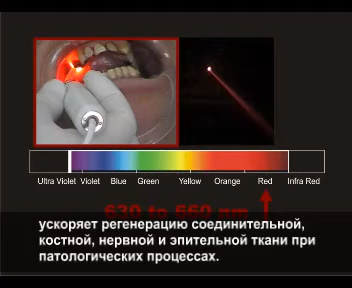 Ultra Violet Violet Blue Green Yellow Orange Red Infra Red
630 to 660 nm
ускоряет регенерацию соединительной,
костной, нервной и эпительной ткани при
патологических процессах.